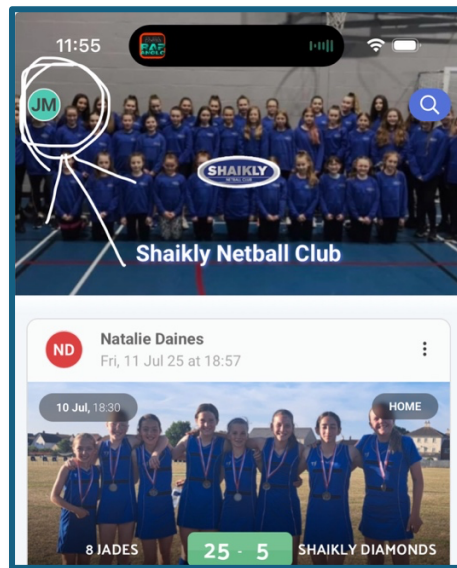 11:55
JM
SHAIKLY
NETBALL CLUB
Shaikly Netball Club
ND
Natalie Daines
Fri, 11 Jul 25 at 18:57
10 Jul, 18:30
HOME
8 JADES
25 - 5
SHAIKLY DIAMONDS